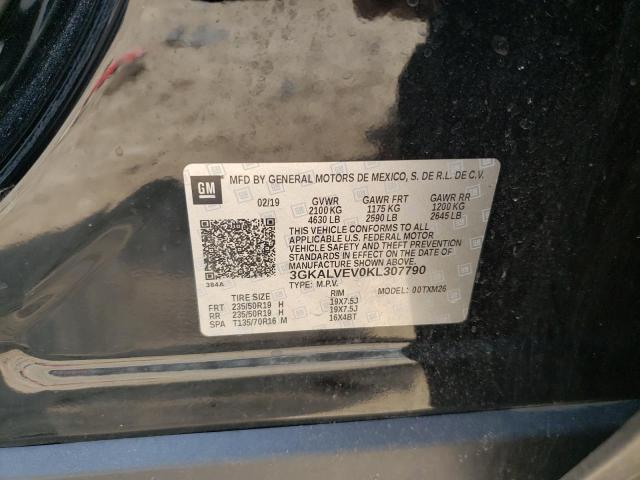 GM MFD BY GENERAL MOTORS DE MEXICO, S. DE R.L. DE C.V.
02/19 GVWR GAWR FRT GAWR RR
2100 KG 1175 KG 1200 KG
4630 LB 2590 LB 2645 LB
THIS VEHICLE CONFORMS TO ALL
APPLICABLE U.S. FEDERAL MOTOR
VEHICLE SAFETY AND THEFT
PREVENTION STANDARDS IN EFFECT
ON THE DATE OF MANUFACTURE
SHOWN ABOVE.
3GKALVEV0KL307790
384A
TYPE: M.P.V. MODEL: 00TXM26
TIRE SIZE RIM
FRT 235/50R19 H 19X7.5J
RR 235/50R19 H 19X7.5J
SPA T135/70R16 M 16X4BT